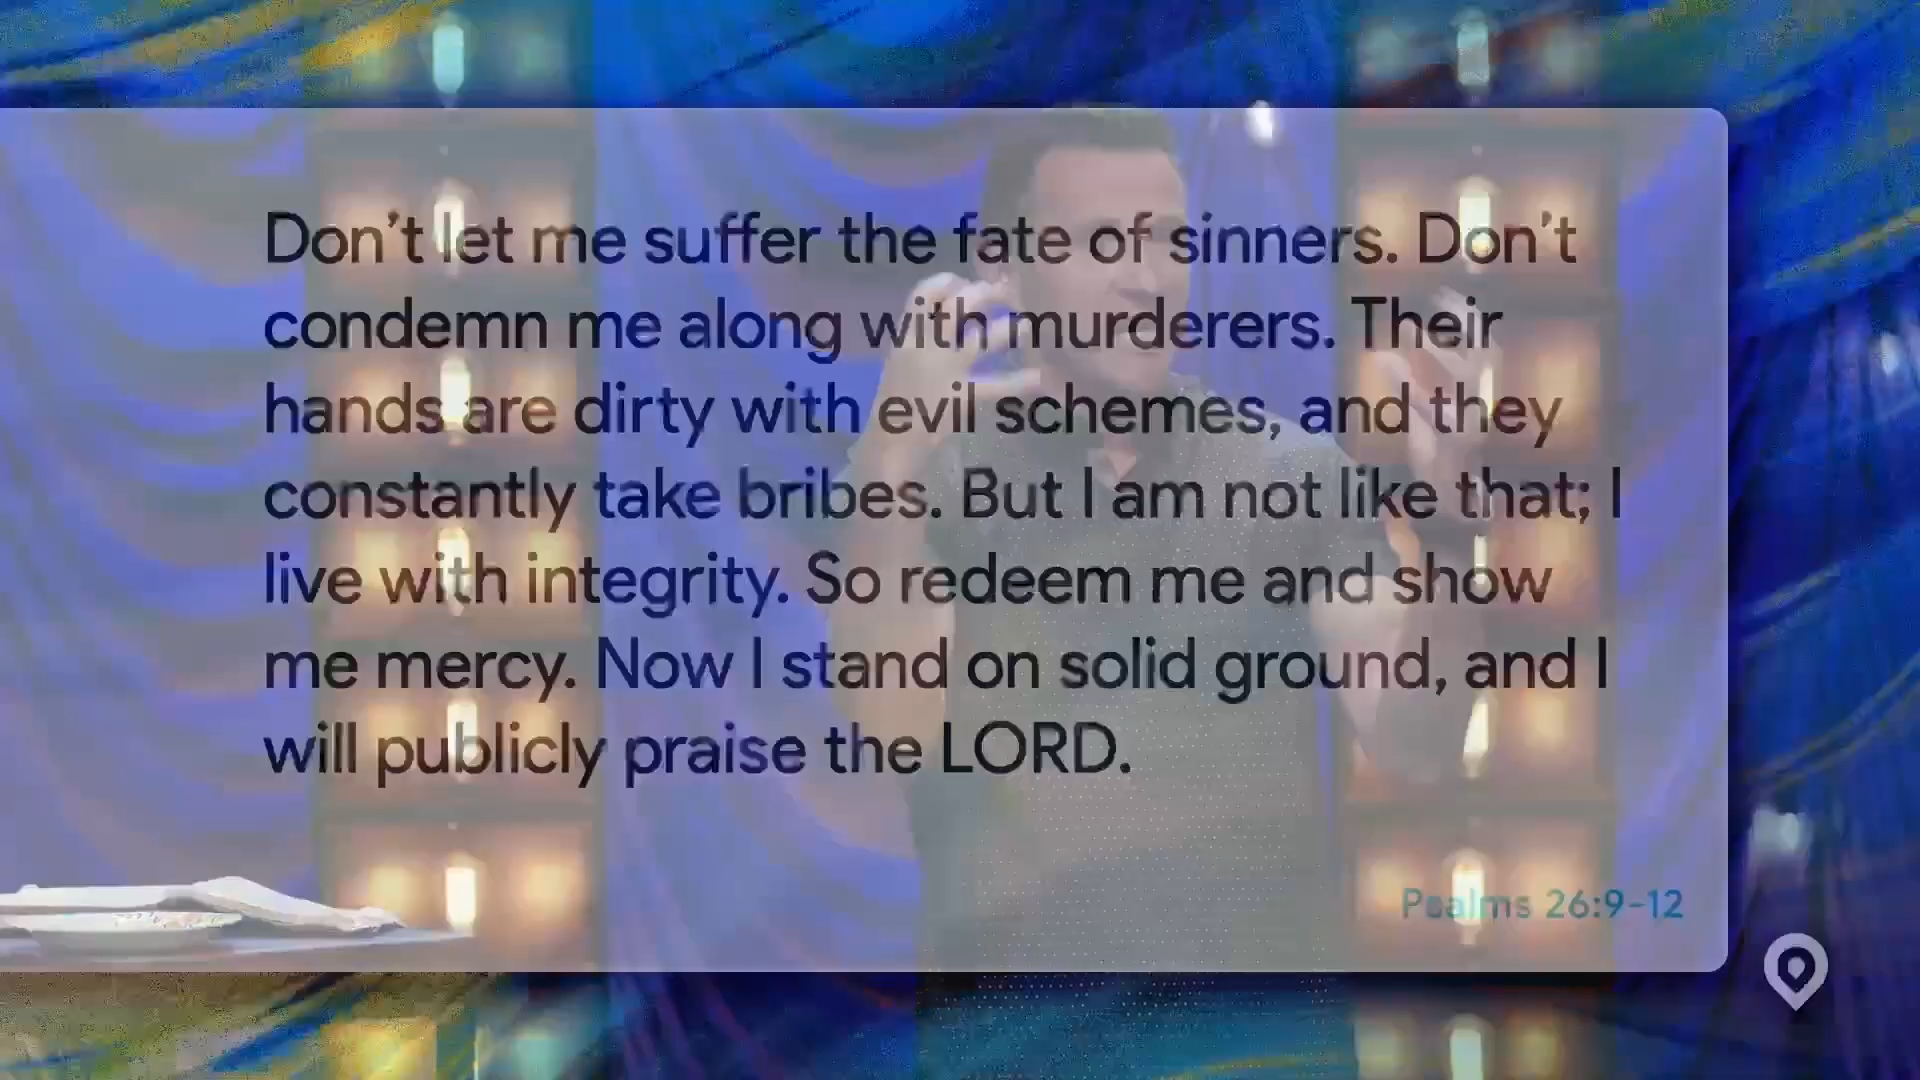 Don't let me suffer the fate of sinners. Don't
condemn me along with murderers. Their
hands are dirty with evil schemes, and they
constantly take bribes. But I am not like that; I
live with integrity. So redeem me and show
me mercy. Now I stand on solid ground, and I
will publicly praise the LORD.
Psalms 26:9-12